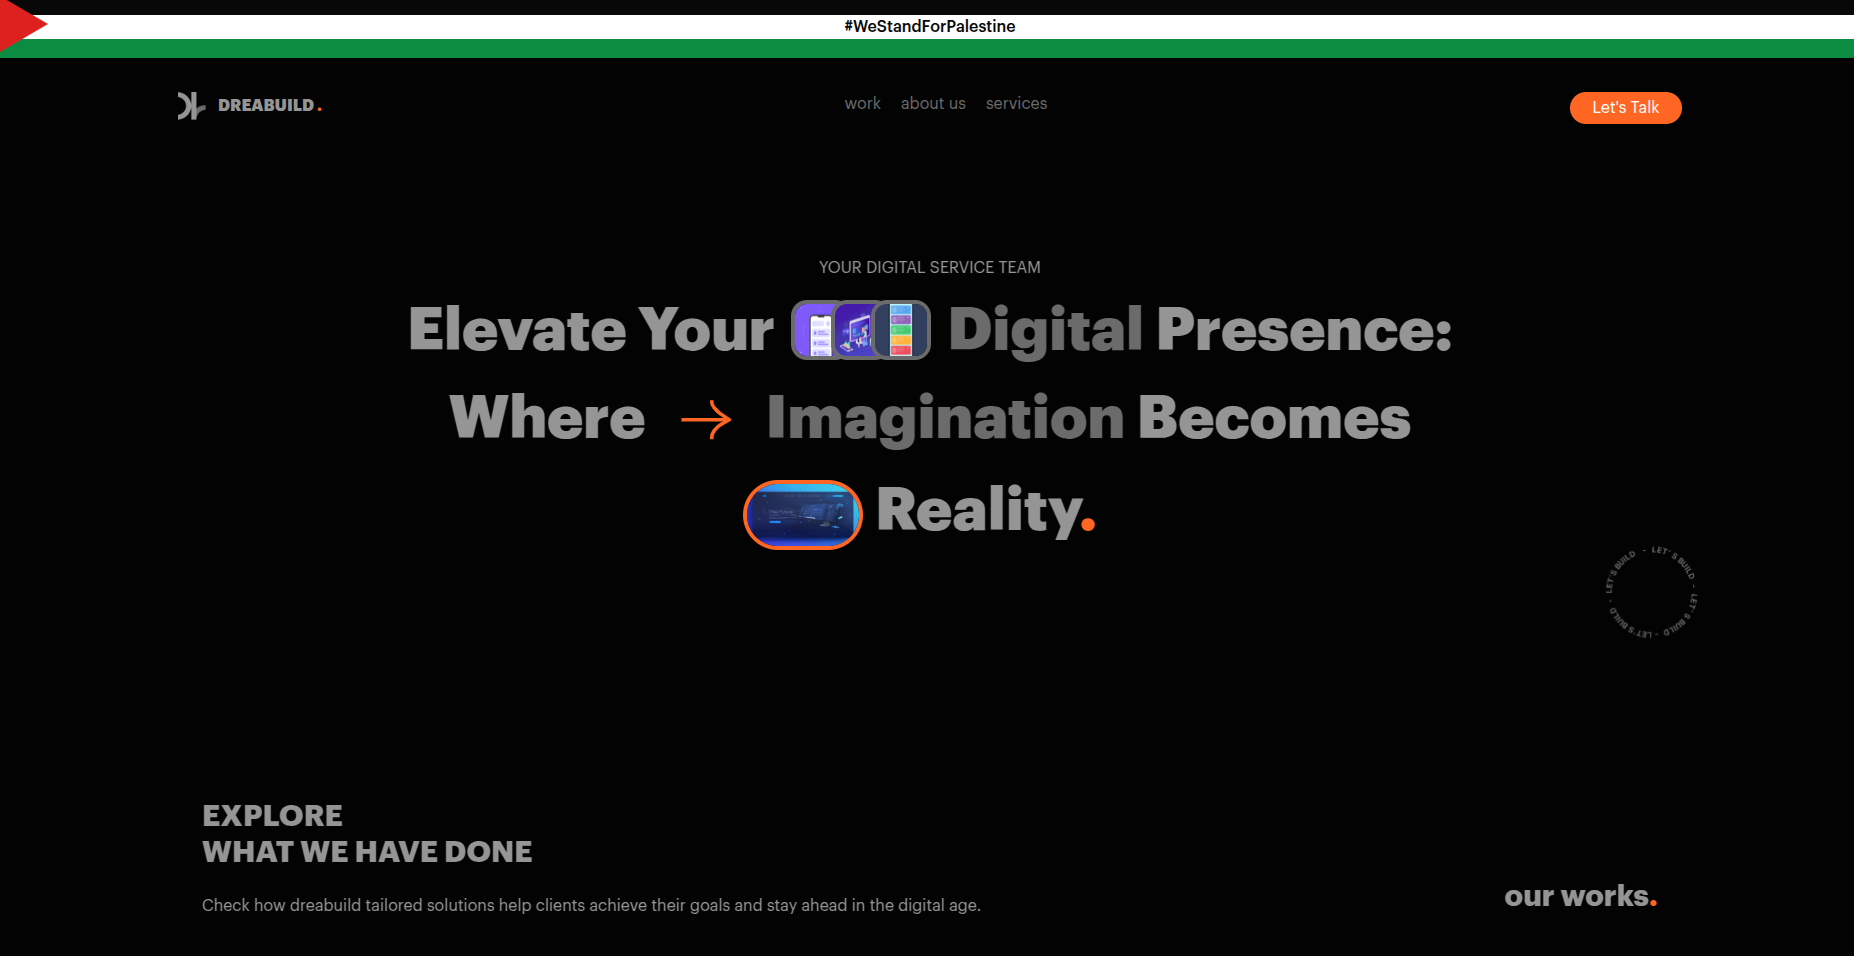 #WeStandForPalestine
DREABUILD.
work about us services
Let's Talk
YOUR DIGITAL SERVICE TEAM
Elevate Your Digital Presence:
Where → Imagination Becomes
Reality.
LET'S BUILD - LET'S BUILD - LET'S BUILD - LET'S BUILD - LET'S BUILD -
EXPLORE
WHAT WE HAVE DONE
Check how dreabuild tailored solutions help clients achieve their goals and stay ahead in the digital age.
our works.